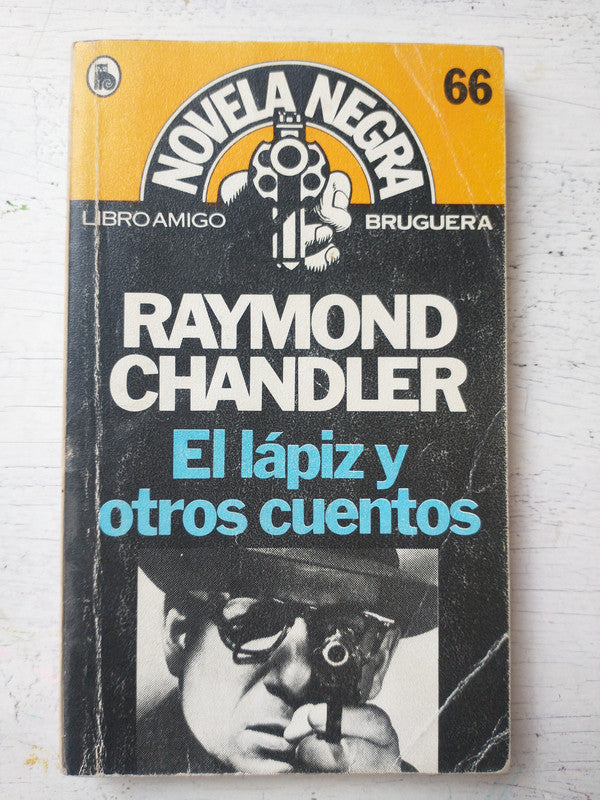 NOVELA NEGRA
66
LIBRO AMIGO
BRUGUERA
RAYMOND
CHANDLER
El lápiz y
otros cuentos